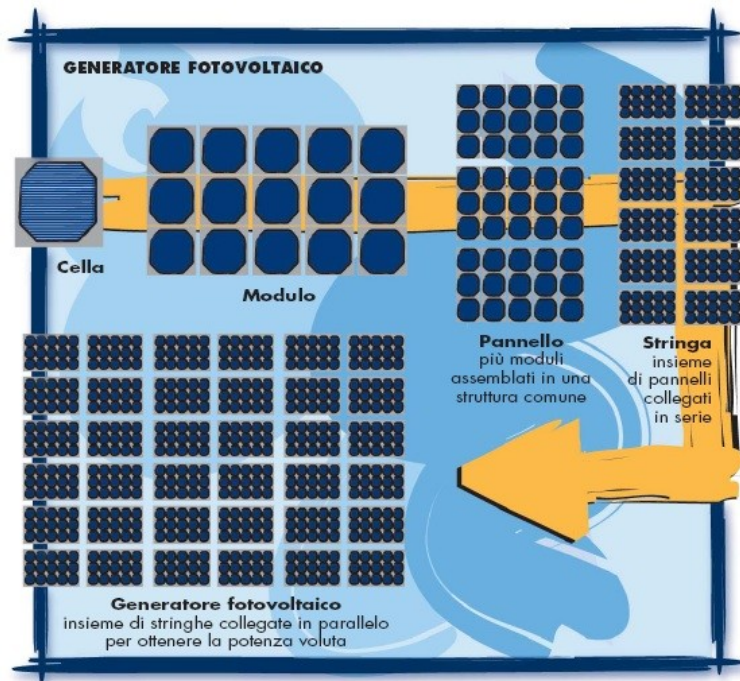 GENERATORE FOTOVOLTAICO
Cella
Modulo
Pannello
più moduli
assemblati in una
struttura comune
Stringa
insieme
di pannelli
collegati
in serie
Generatore fotovoltaico
insieme di stringhe collegate in parallelo
per ottenere la potenza voluta